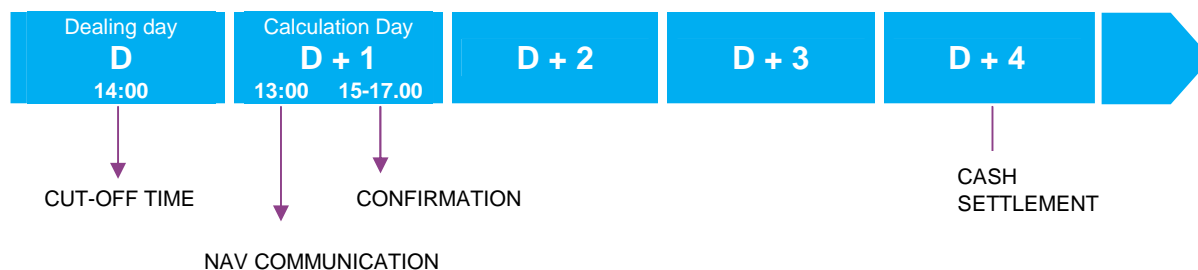 Dealing day
D
14:00
Calculation Day
D + 1
13:00 15-17.00
D + 2
D + 3
D + 4
CUT-OFF TIME
CONFIRMATION
CASH
SETTLEMENT
NAV COMMUNICATION